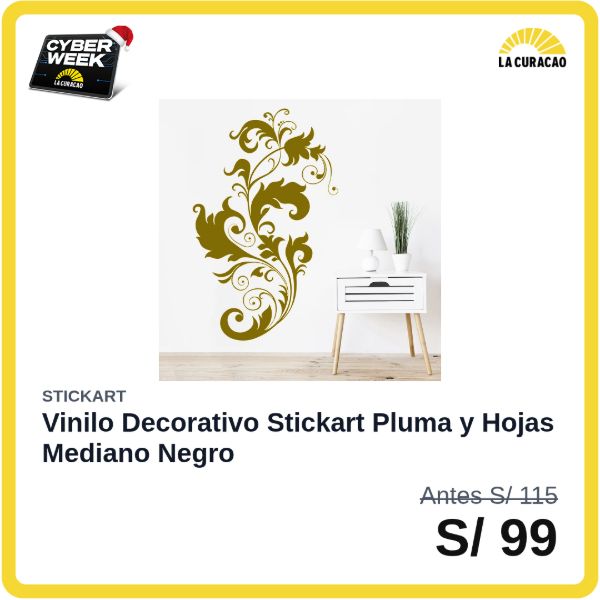 CYBER
WEEK
LA CURACAO
LA CURACAO
STICKART
Vinilo Decorativo Stickart Pluma y Hojas
Mediano Negro
Antes S/ 115
S/ 99